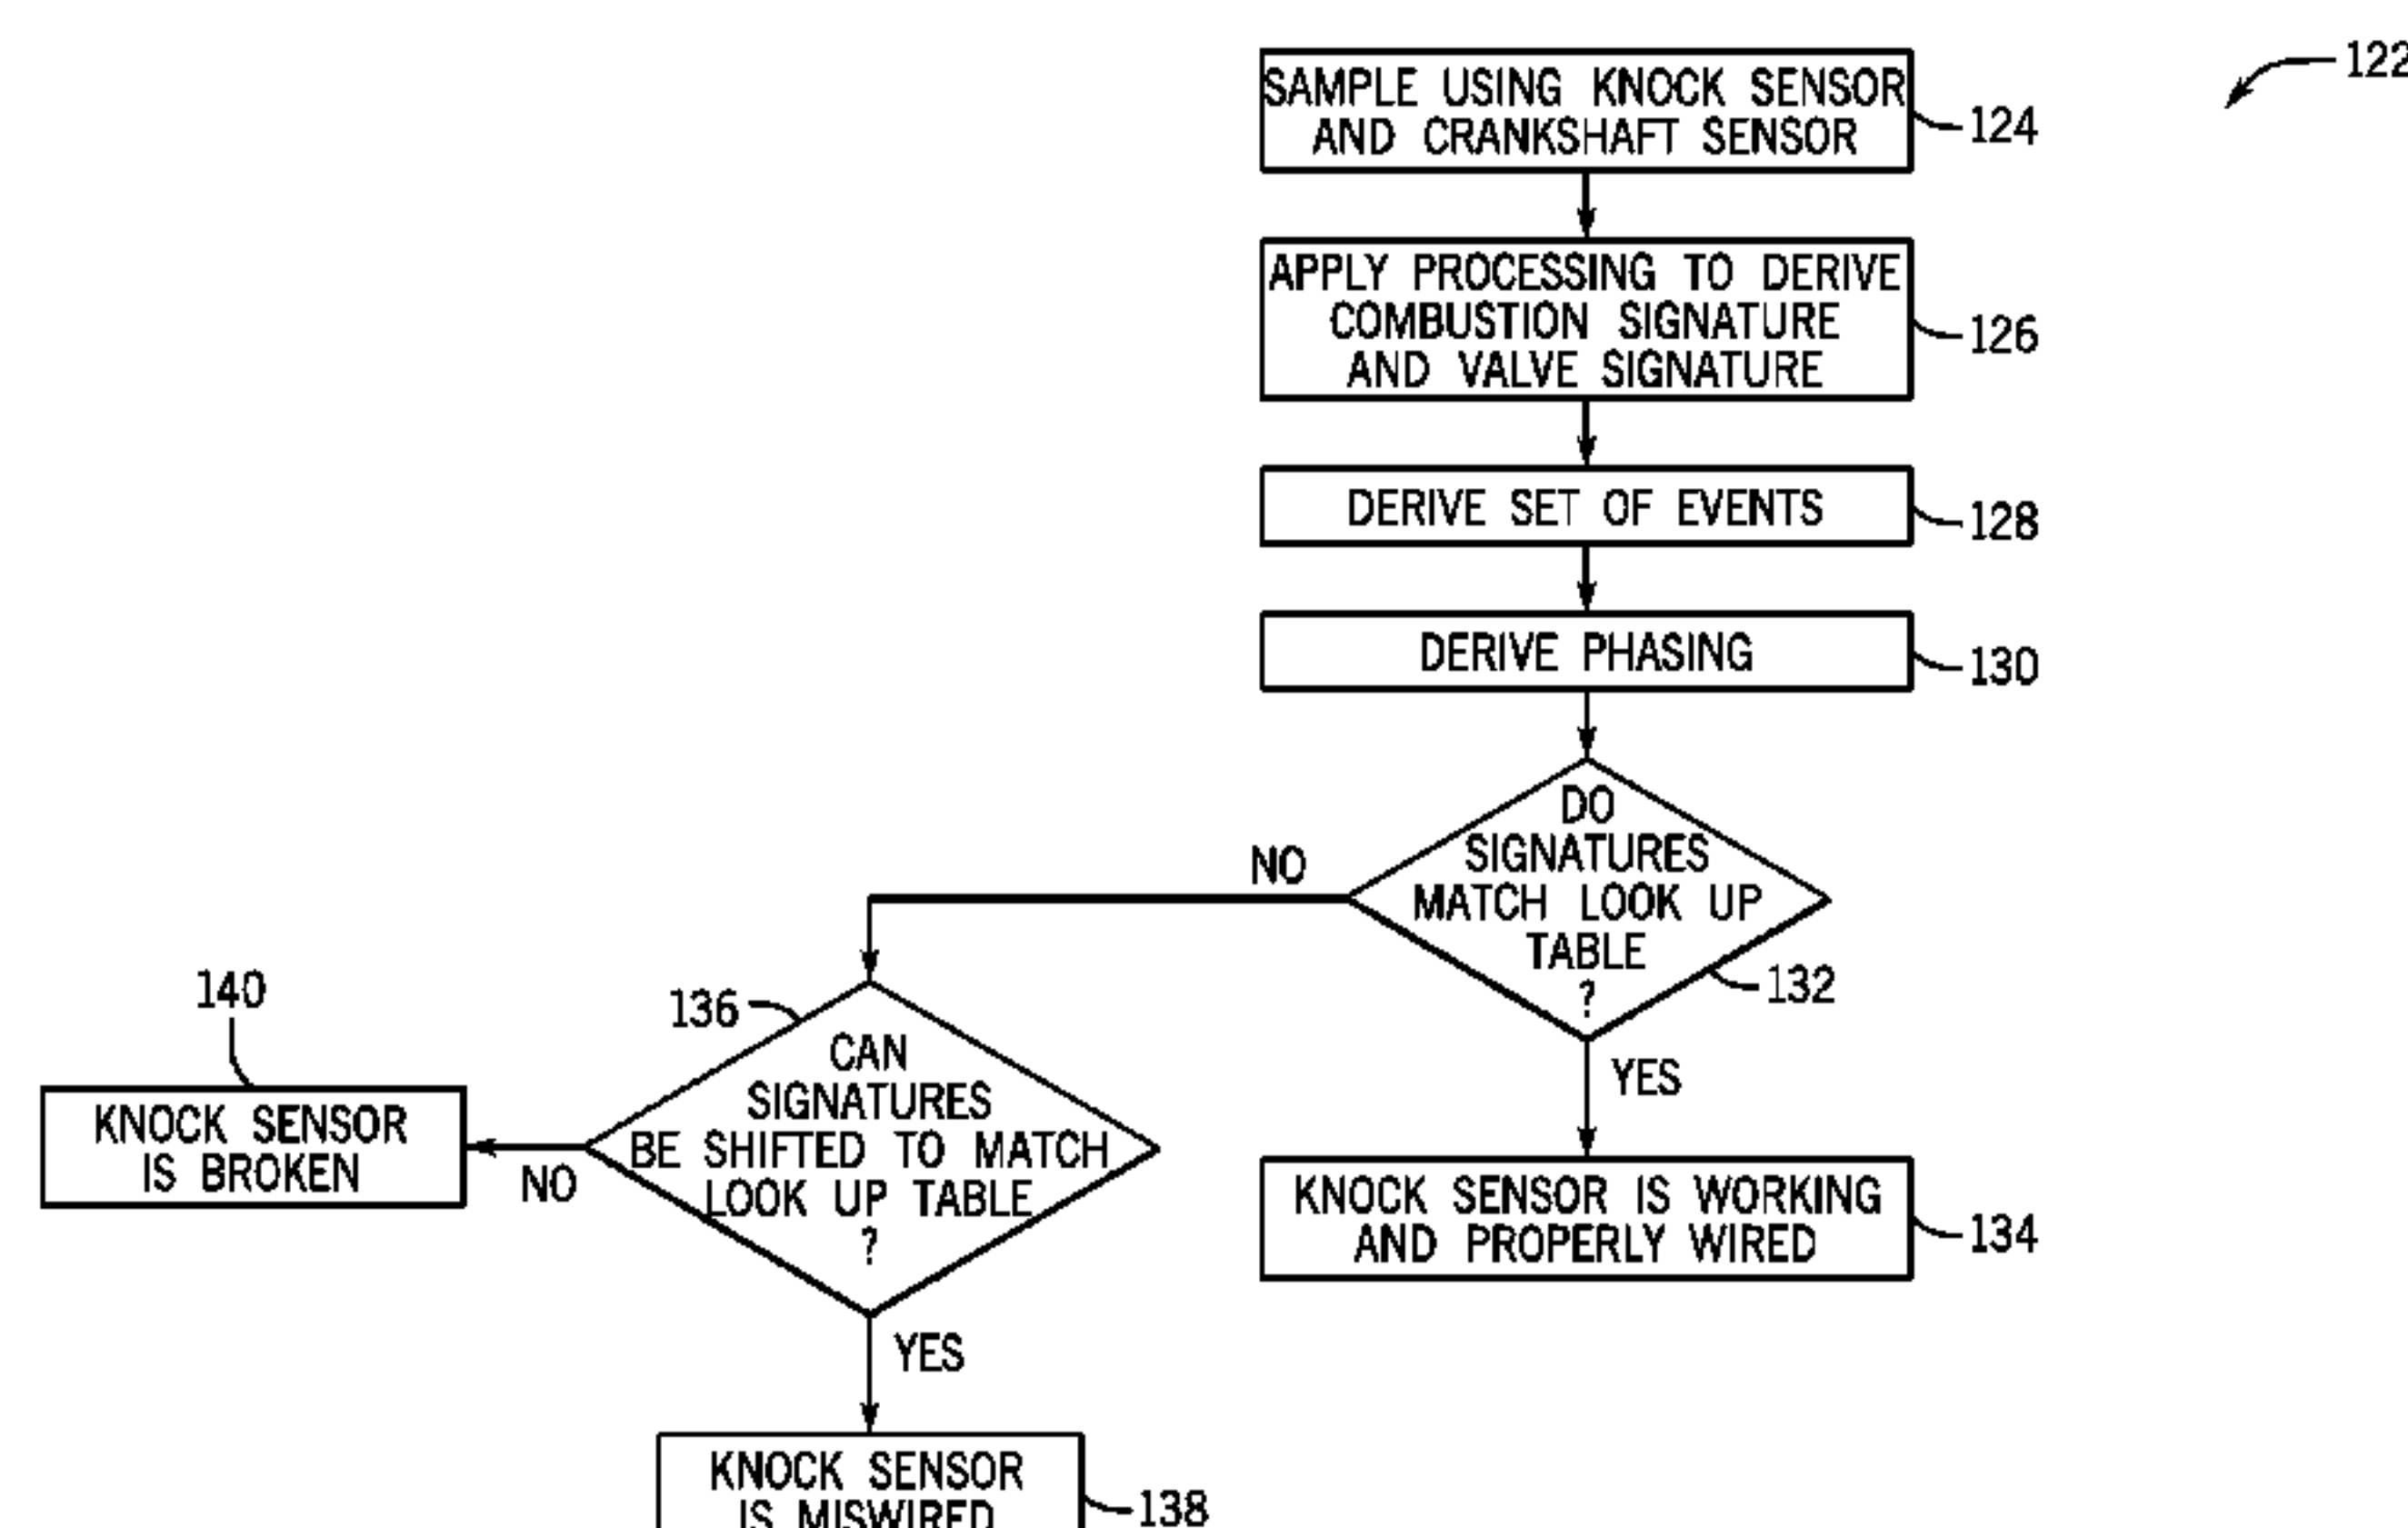 122
SAMPLE USING KNOCK SENSOR
AND CRANKSHAFT SENSOR
124
APPLY PROCESSING TO DERIVE
COMBUSTION SIGNATURE
AND VALVE SIGNATURE
126
DERIVE SET OF EVENTS
128
DERIVE PHASING
130
DO
SIGNATURES
MATCH LOOK UP
TABLE
?
132
NO
YES
136
CAN
SIGNATURES
BE SHIFTED TO MATCH
LOOK UP TABLE
?
140
KNOCK SENSOR
IS BROKEN
NO
KNOCK SENSOR IS WORKING
AND PROPERLY WIRED
134
YES
KNOCK SENSOR
IS MISWIRED
138